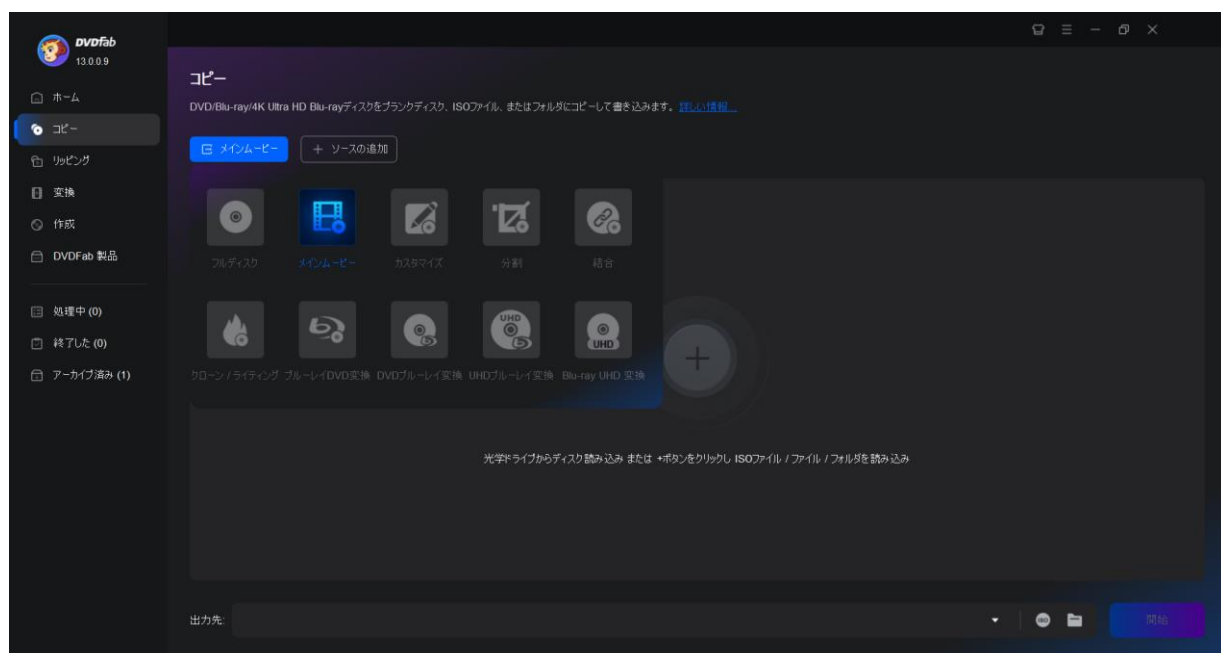 DVDFab
13.0.0.9
ホーム
コピー
リッピング
変換
作成
DVDFab 製品
処理中 (0)
終了した (0)
アーカイブ済み (1)
コピー
DVD/Blu-ray/4K Ultra HD Blu-rayディスクをブランクディスク、ISOファイル、またはフォルダにコピーして書き込みます。 詳しい情報...
メインムービー
ソースの追加
フルディスク
メインムービー
カスタマイズ
分割
結合
UHD
UHD
クローン / ライティング
ブルーレイDVD変換
DVDブルーレイ変換
UHDブルーレイ変換
Blu-ray UHD 変換
光学ドライブからディスク読み込み または +ボタンをクリックし ISOファイル / ファイル / フォルダを読み込み
出力先:
ISO
開始